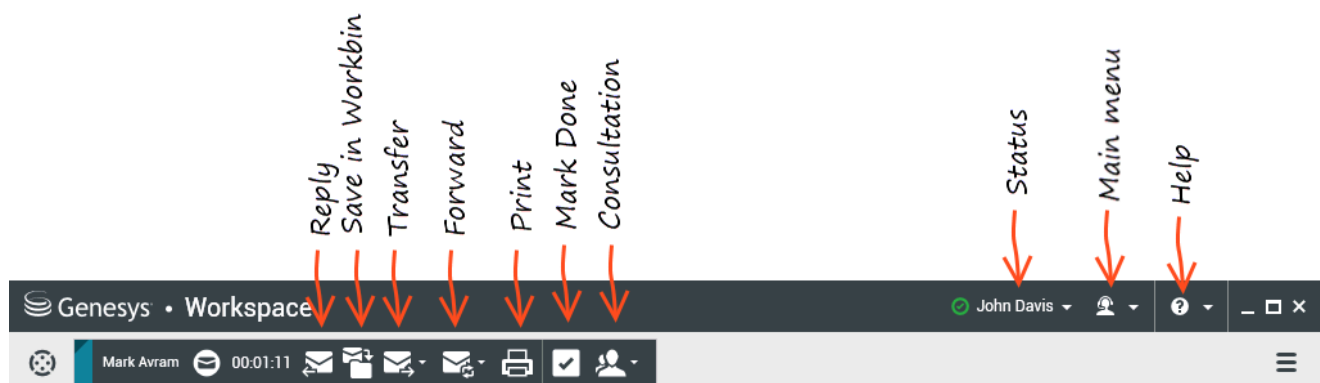 Reply
Save in Workbin
Transfer
Forward
Print
Mark Done
Consultation
Status
Main menu
Help
Genesys • Workspace
John Davis
Mark Avram 00:01:11